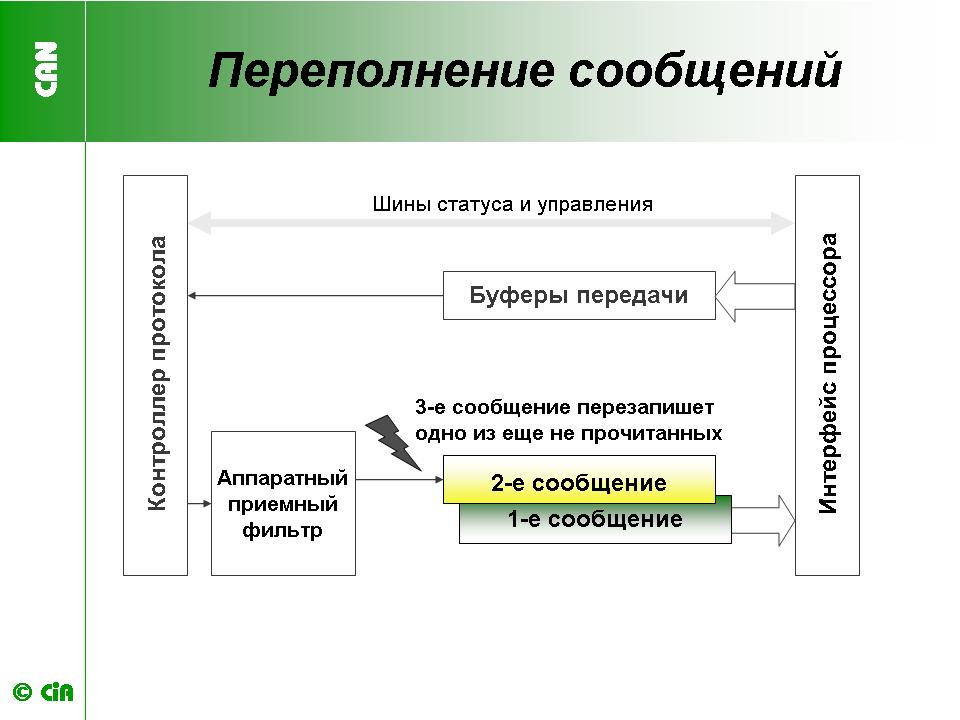 CAN
Переполнение сообщений
Шины статуса и управления
Контроллер протокола
Буферы передачи
Интерфейс процессора
3-е сообщение перезапишет
одно из еще не прочитанных
Аппаратный
приемный
фильтр
2-е сообщение
1-е сообщение
© CiA